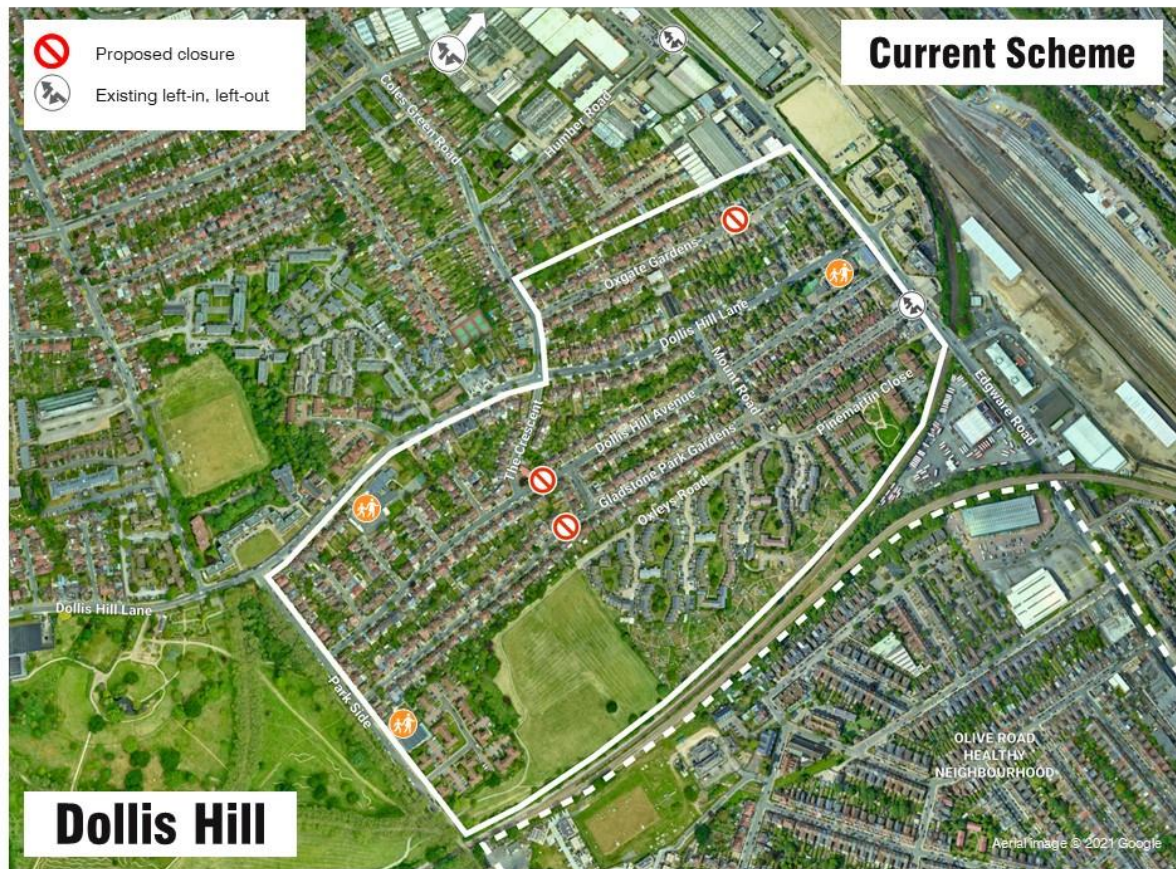 Proposed closure
Existing left-in, left-out
Current Scheme
Coles Green Road
Humber Road
Oxgate Gardens
Dollis Hill Lane
Mount Road
Edgware Road
Pinemartin Close
The Crescent
Dollis Hill Avenue
Gladstone Park Gardens
Oxleys Road
Dollis Hill Lane
Park Side
OLIVE ROAD
HEALTHY
NEIGHBOURHOOD
Dollis Hill
Aerial image © 2021 Google